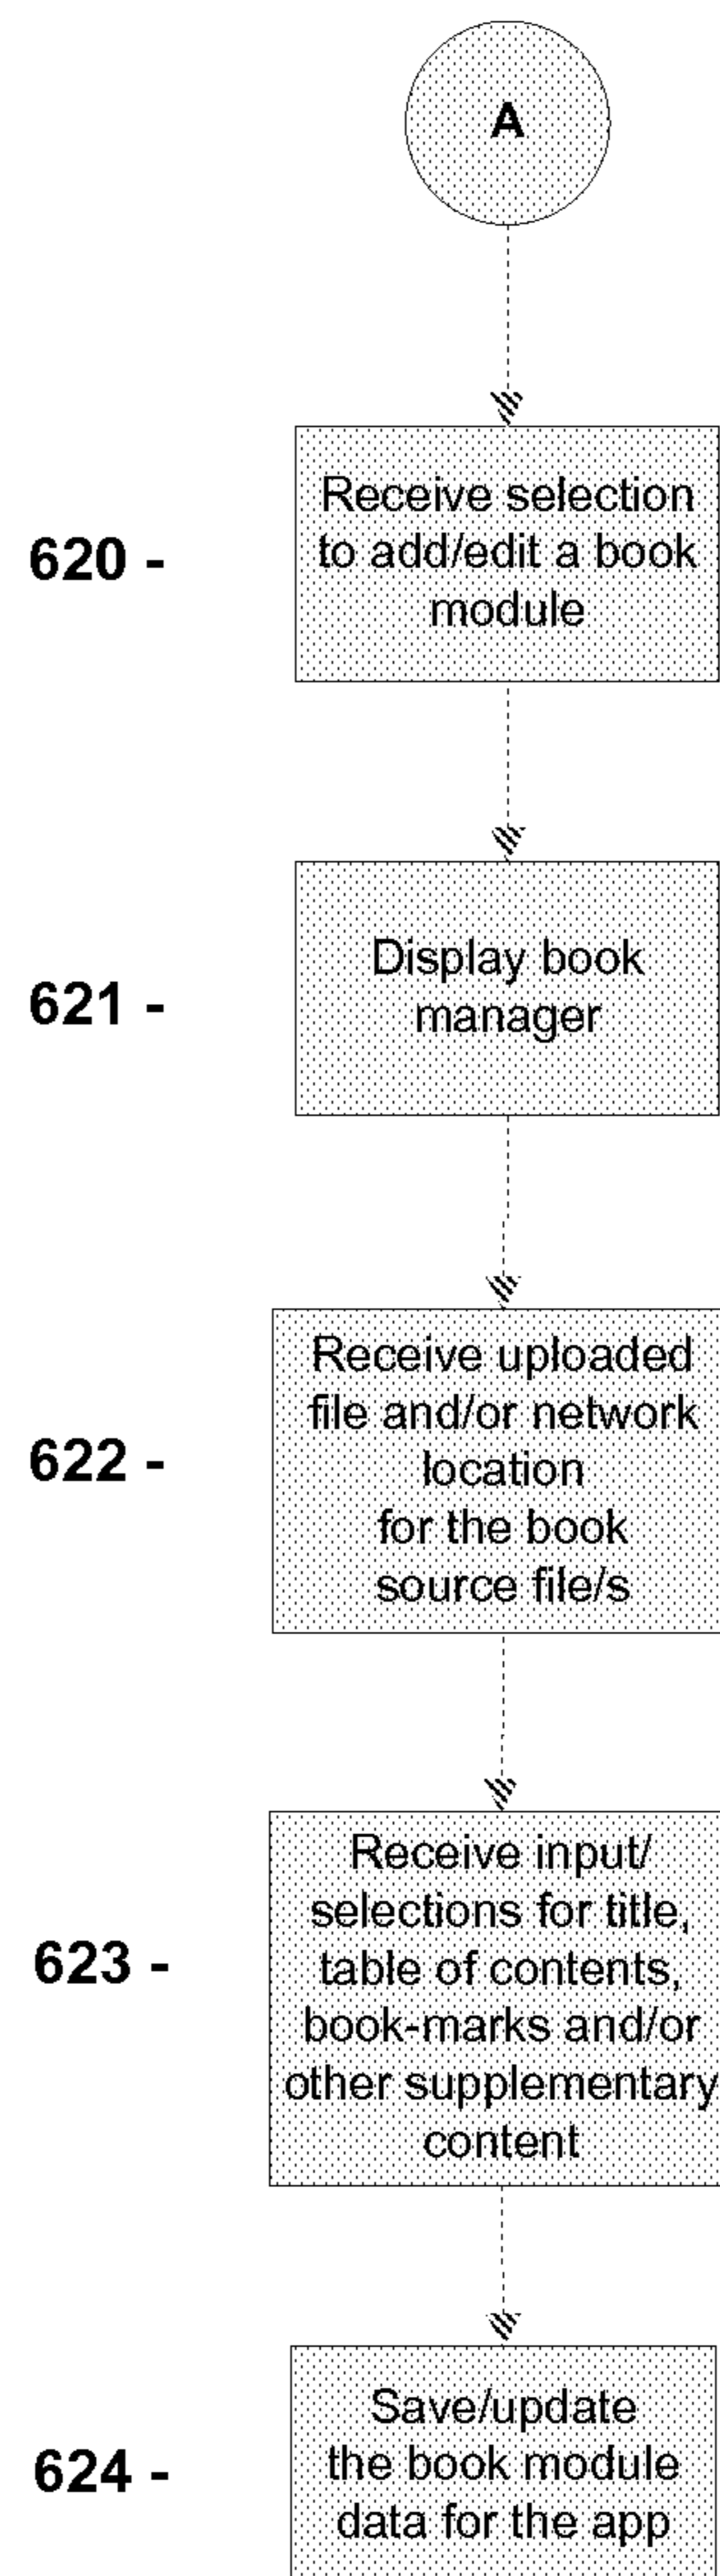 A
620 -
Receive selection
to add/edit a book
module
621 -
Display book
manager
622 -
Receive uploaded
file and/or network
location
for the book
source file/s
623 -
Receive input/
selections for title,
table of contents,
book-marks and/or
other supplementary
content
624 -
Save/update
the book module
data for the app